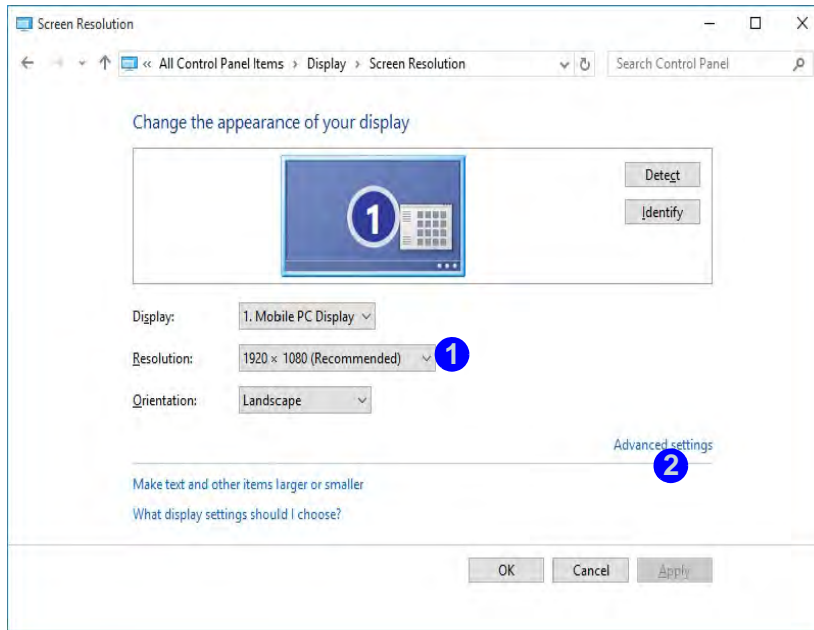 Screen Resolution
« All Control Panel Items › Display › Screen Resolution
Search Control Panel
Change the appearance of your display
1
Detect
Identify
Display: 1. Mobile PC Display
Resolution: 1920 × 1080 (Recommended) 1
Orientation: Landscape
Advanced settings
2
Make text and other items larger or smaller
What display settings should I choose?
OK Cancel Apply